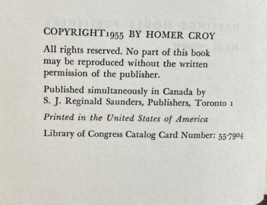 COPYRIGHT 1955 BY HOMER CROY
All rights reserved. No part of this book
may be reproduced without the written
permission of the publisher.
Published simultaneously in Canada by
S. J. Reginald Saunders, Publishers, Toronto 1
Printed in the United States of America
Library of Congress Catalog Card Number: 55-7904